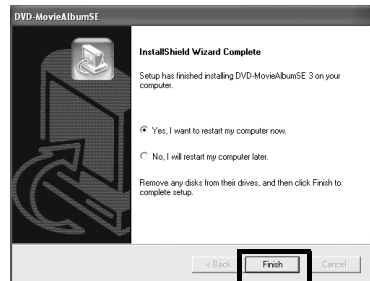 DVD-MovieAlbumSE
InstallShield Wizard Complete
Setup has finished installing DVD-MovieAlbumSE 3 on your
computer.
Yes, I want to restart my computer now.
No, I will restart my computer later.
Remove any disks from their drives, and then click Finish to
complete setup.
< Back Finish Cancel